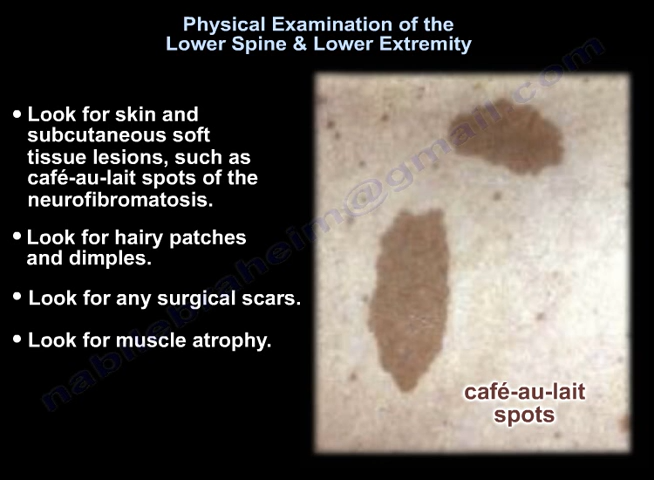 Physical Examination of the
Lower Spine & Lower Extremity
• Look for skin and
subcutaneous soft
tissue lesions, such as
café-au-lait spots of the
neurofibromatosis.
• Look for hairy patches
and dimples.
• Look for any surgical scars.
• Look for muscle atrophy.
café-au-lait
spots
nabilebraheim@gmail.com